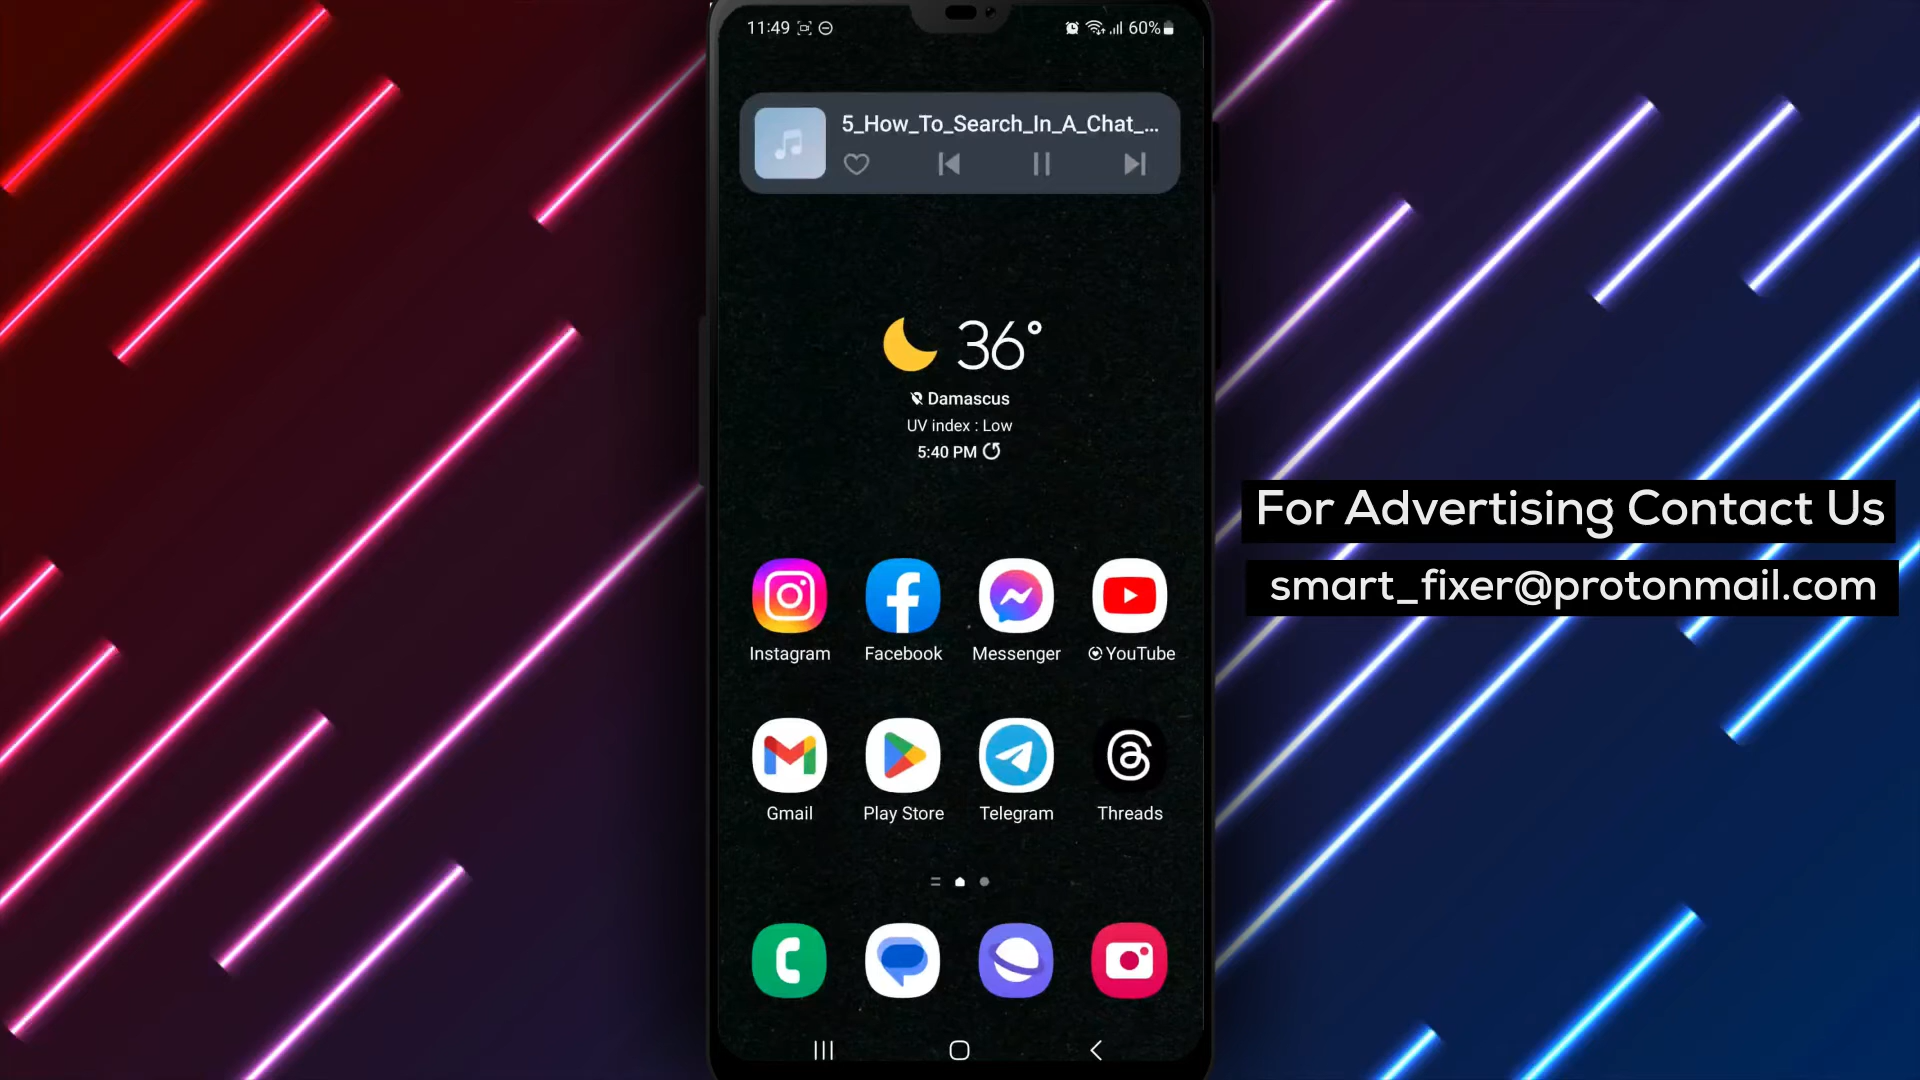 11:49
60%
5_How_To_Search_In_A_Chat_...
36°
Damascus
UV index : Low
5:40 PM
For Advertising Contact Us
smart_fixer@protonmail.com
Instagram
Facebook
Messenger
YouTube
Gmail
Play Store
Telegram
Threads